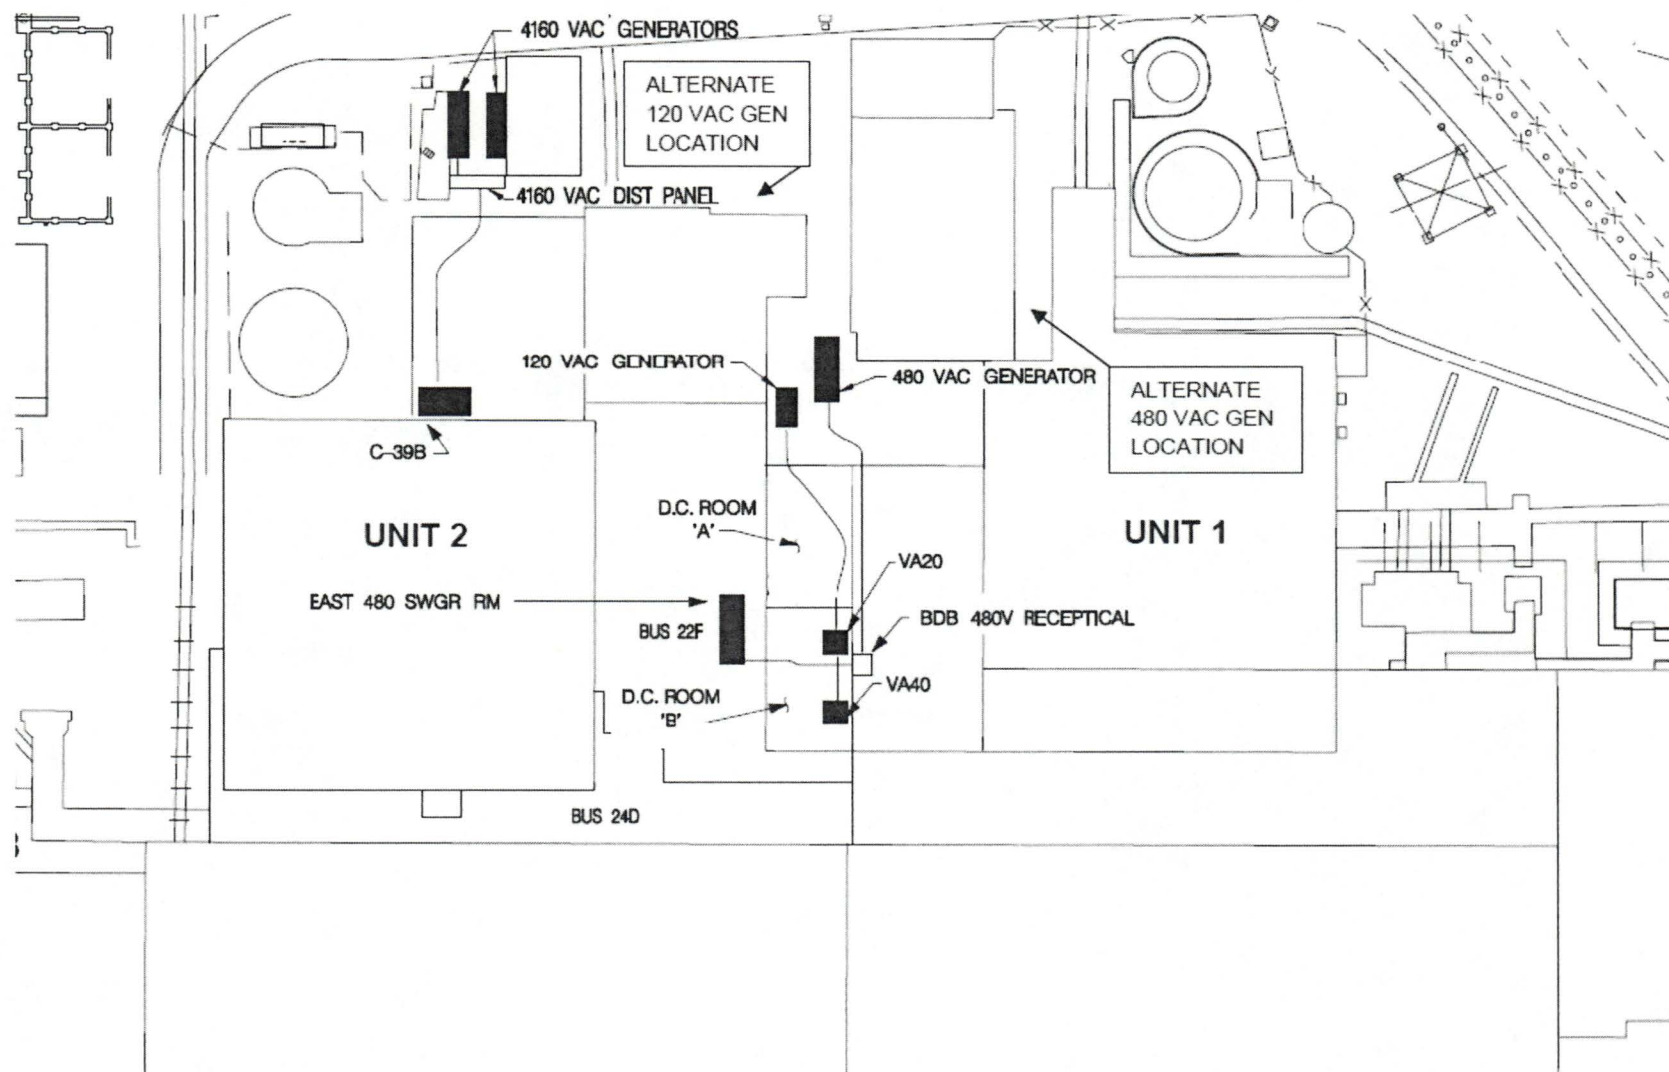 4160 VAC GENERATORS
ALTERNATE
120 VAC GEN
LOCATION
4160 VAC DIST PANEL
120 VAC GENERATOR
480 VAC GENERATOR
ALTERNATE
480 VAC GEN
LOCATION
C-39B
D.C. ROOM
'A'
UNIT 2
UNIT 1
VA20
EAST 480 SWGR RM
BUS 22F
BDB 480V RECEPTICAL
D.C. ROOM
'B'
VA40
BUS 24D